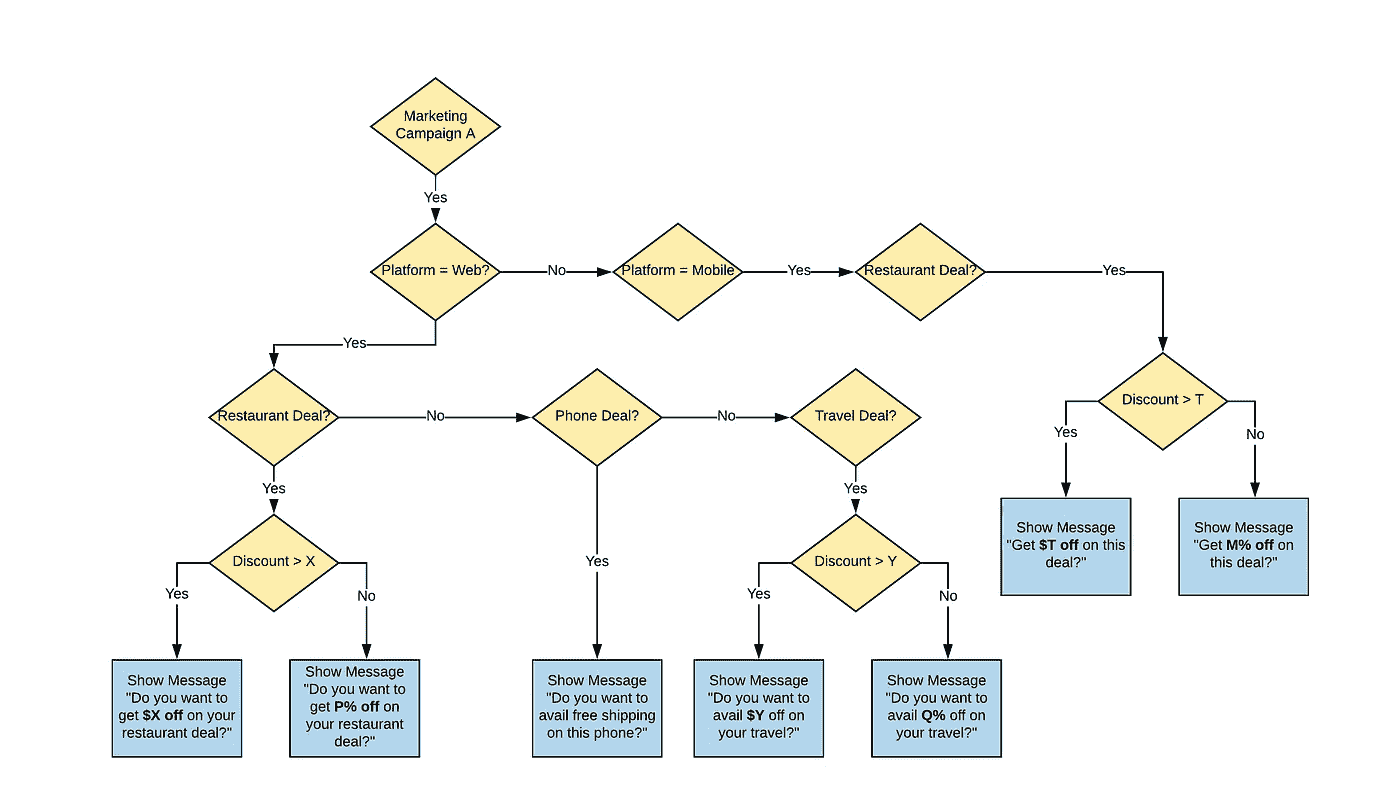 Marketing
Campaign A
Yes
Platform = Web?
No
Platform = Mobile
Yes
Restaurant Deal?
Yes
Yes
Restaurant Deal?
No
Phone Deal?
No
Travel Deal?
Discount > T
Yes
No
Yes
Yes
Show Message
"Get $T off on this
deal?"
Show Message
"Get M% off on
this deal?"
Discount > X
Yes
No
Yes
Discount > Y
Yes
No
Show Message
"Do you want to
get $X off on your
restaurant deal?"
Show Message
"Do you want to
get P% off on
your restaurant
deal?"
Show Message
"Do you want to
avail free shipping
on this phone?"
Show Message
"Do you want to
avail $Y off on
your travel?"
Show Message
"Do you want to
avail Q% off on
your travel?"